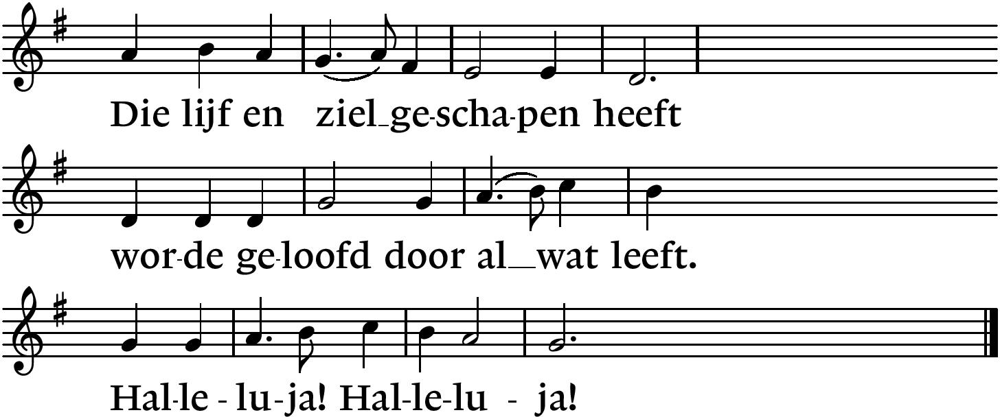 Die lijf en ziel_ge-scha-pen heeft
wor-de ge-loofd door al_wat leeft.
Hal-le-lu-ja! Hal-le-lu-ja!